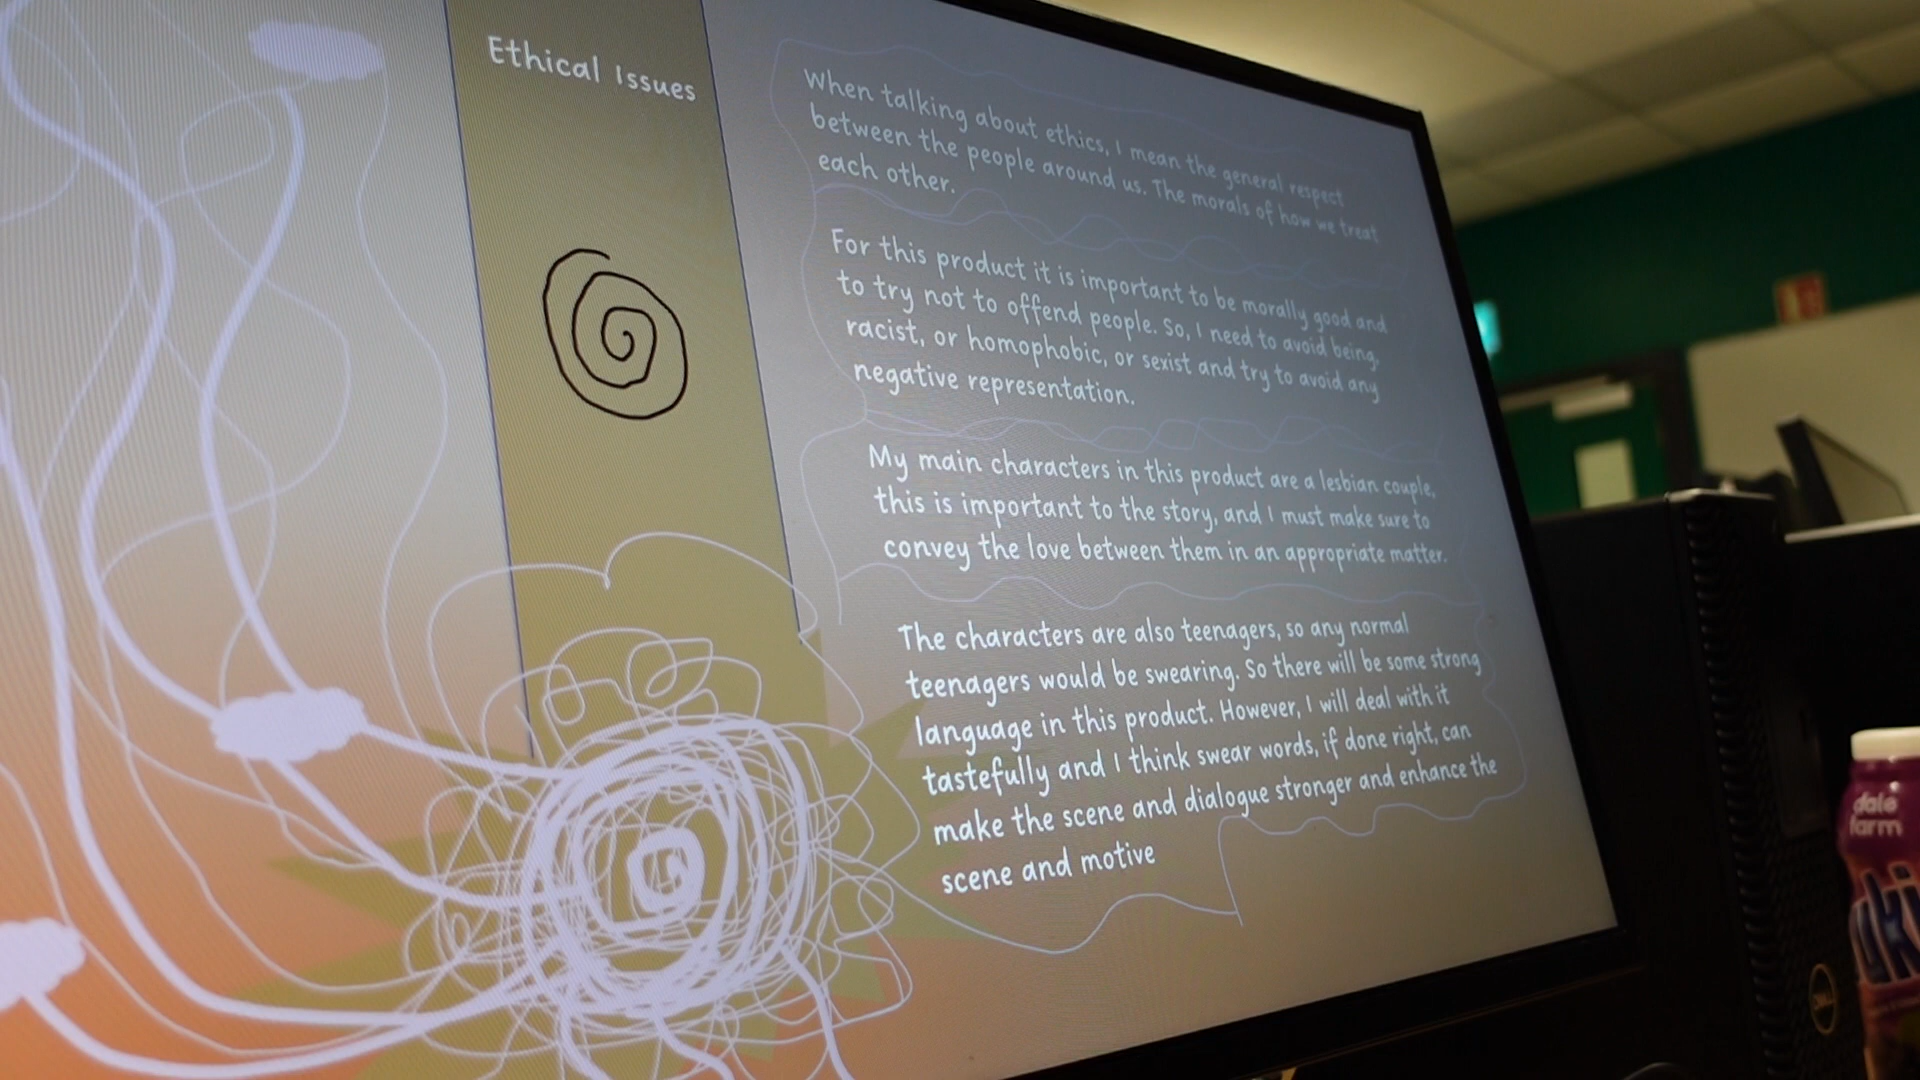 Ethical Issues
When talking about ethics, I mean the general respect
between the people around us. The morals of how we treat
each other.
For this product it is important to be morally good and
to try not to offend people. So, I need to avoid being,
racist, or homophobic, or sexist and try to avoid any
negative representation.
My main characters in this product are a lesbian couple,
this is important to the story, and I must make sure to
convey the love between them in an appropriate matter.
The characters are also teenagers, so any normal
teenagers would be swearing. So there will be some strong
language in this product. However, I will deal with it
tastefully and I think swear words, if done right, can
make the scene and dialogue stronger and enhance the
scene and motive
dale
farm
DELL